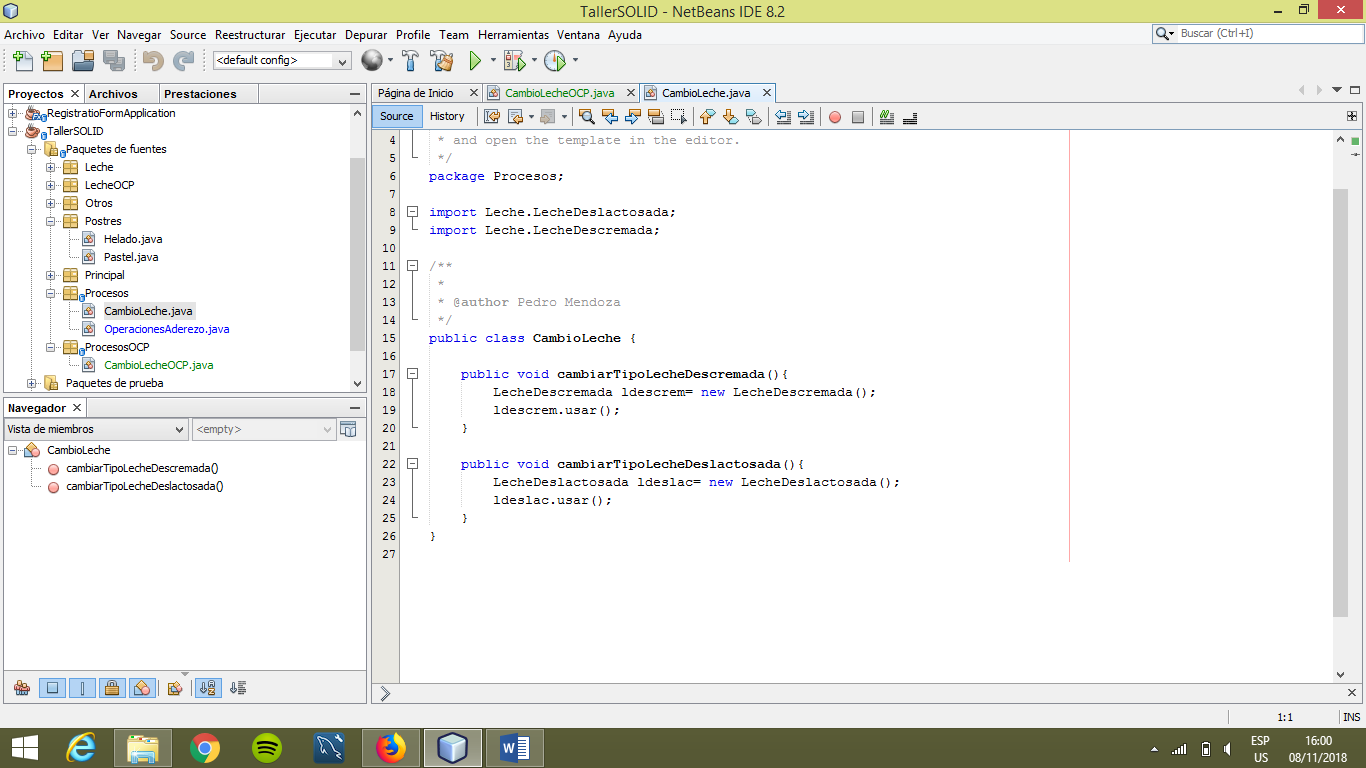 TallerSOLID - NetBeans IDE 8.2
Archivo Editar Ver Navegar Source Reestructurar Ejecutar Depurar Profile Team Herramientas Ventana Ayuda
Buscar (Ctrl+I)
<default config>
Proyectos Archivos Prestaciones
RegistratioFormApplication
TallerSOLID
Paquetes de fuentes
Leche
LecheOCP
Otros
Postres
Helado.java
Pastel.java
Principal
Procesos
CambioLeche.java
OperacionesAderezo.java
ProcesosOCP
CambioLecheOCP.java
Paquetes de prueba
Navegador
Vista de miembros <empty>
CambioLeche
cambiarTipoLecheDescremada()
cambiarTipoLecheDeslactosada()
Página de Inicio CambioLecheOCP.java CambioLeche.java
Source History
4 * and open the template in the editor.
5 */
6 package Procesos;
7
8 import Leche.LecheDeslactosada;
9 import Leche.LecheDescremada;
10
11 /**
12 *
13 * @author Pedro Mendoza
14 */
15 public class CambioLeche {
16
17 public void cambiarTipoLecheDescremada(){
18 LecheDescremada ldescrem= new LecheDescremada();
19 ldescrem.usar();
20 }
21
22 public void cambiarTipoLecheDeslactosada(){
23 LecheDeslactosada ldeslac= new LecheDeslactosada();
24 ldeslac.usar();
25 }
26 }
27
1:1 INS
ESP 16:00
US 08/11/2018